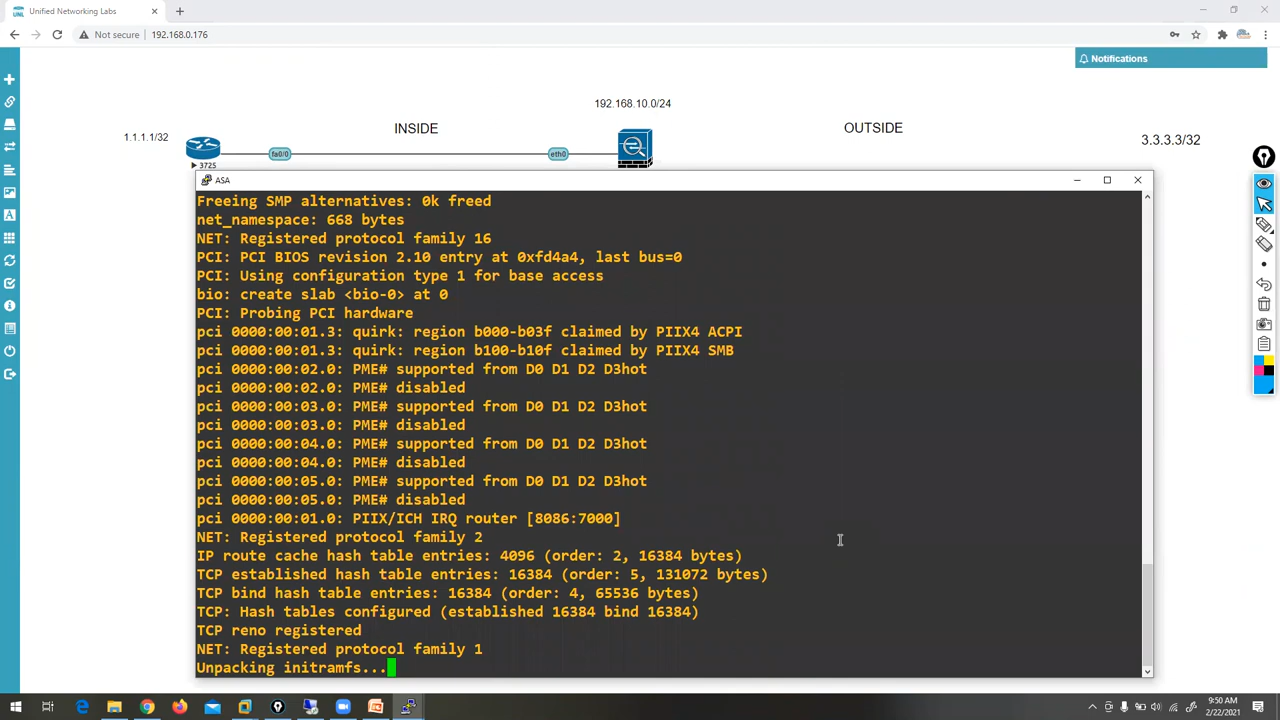 Unified Networking Labs
Not secure
192.168.0.176
Notifications
192.168.10.0/24
INSIDE
OUTSIDE
1.1.1.1/32
3.3.3.3/32
fa0/0
eth0
3725
ASA
Freeing SMP alternatives: 0k freed
net_namespace: 668 bytes
NET: Registered protocol family 16
PCI: PCI BIOS revision 2.10 entry at 0xfd4a4, last bus=0
PCI: Using configuration type 1 for base access
bio: create slab <bio-0> at 0
PCI: Probing PCI hardware
pci 0000:00:01.3: quirk: region b000-b03f claimed by PIIX4 ACPI
pci 0000:00:01.3: quirk: region b100-b10f claimed by PIIX4 SMB
pci 0000:00:02.0: PME# supported from D0 D1 D2 D3hot
pci 0000:00:02.0: PME# disabled
pci 0000:00:03.0: PME# supported from D0 D1 D2 D3hot
pci 0000:00:03.0: PME# disabled
pci 0000:00:04.0: PME# supported from D0 D1 D2 D3hot
pci 0000:00:04.0: PME# disabled
pci 0000:00:05.0: PME# supported from D0 D1 D2 D3hot
pci 0000:00:05.0: PME# disabled
pci 0000:00:01.0: PIIX/ICH IRQ router [8086:7000]
NET: Registered protocol family 2
IP route cache hash table entries: 4096 (order: 2, 16384 bytes)
TCP established hash table entries: 16384 (order: 5, 131072 bytes)
TCP bind hash table entries: 16384 (order: 4, 65536 bytes)
TCP: Hash tables configured (established 16384 bind 16384)
TCP reno registered
NET: Registered protocol family 1
Unpacking initramfs...
9:50 AM
2/22/2021